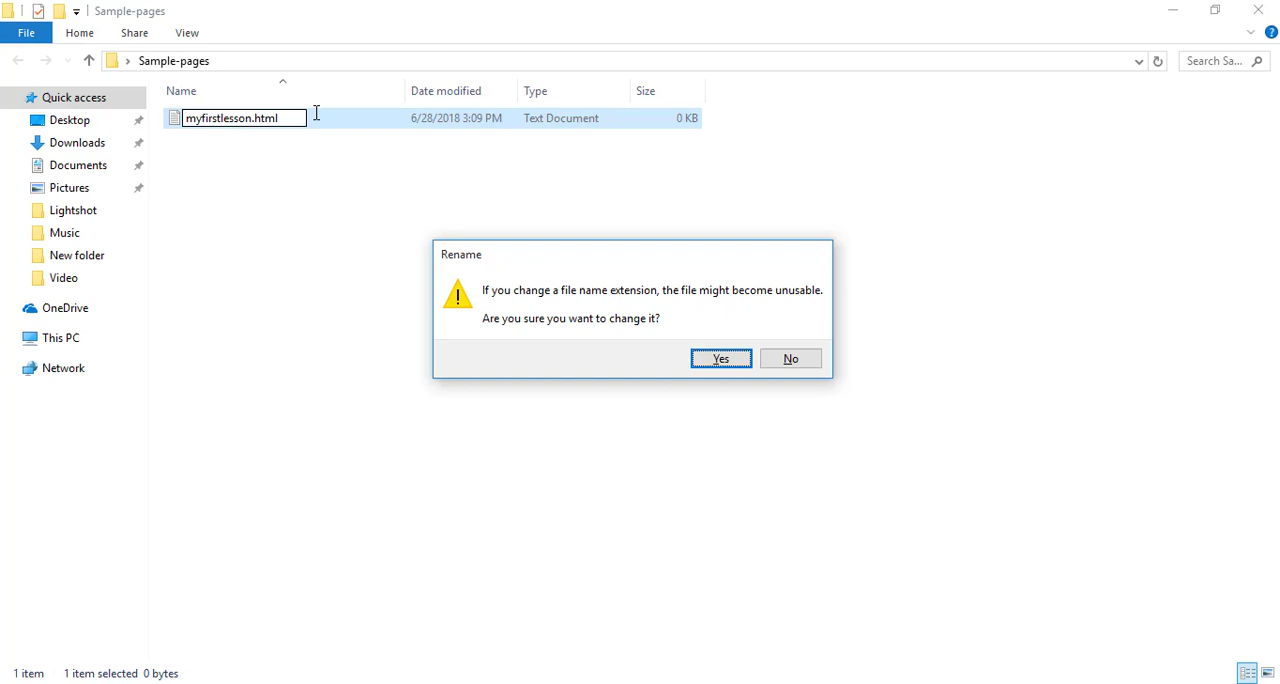 Sample-pages
File Home Share View
Sample-pages
Search Sa...
Name Date modified Type Size
myfirstlesson.html 6/28/2018 3:09 PM Text Document 0 KB
Quick access
Desktop
Downloads
Documents
Pictures
Lightshot
Music
New folder
Video
OneDrive
This PC
Network
Rename
If you change a file name extension, the file might become unusable.
Are you sure you want to change it?
Yes No
1 item 1 item selected 0 bytes